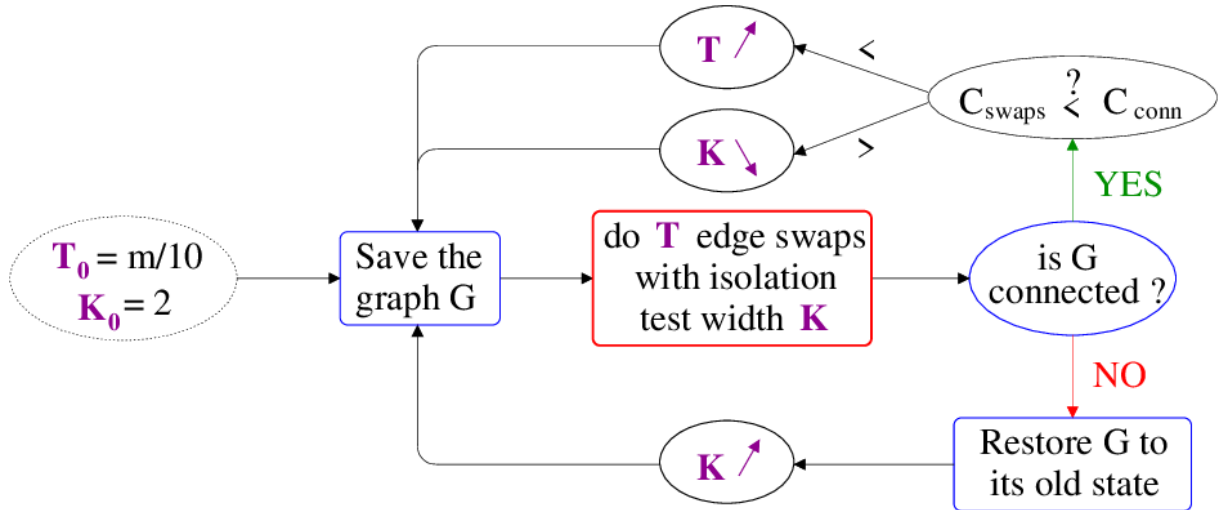 T ↗
<
?
C_swaps < C_conn
K ↘
>
YES
T_0 = m/10
K_0 = 2
Save the
graph G
do T edge swaps
with isolation
test width K
is G
connected ?
NO
K ↗
Restore G to
its old state